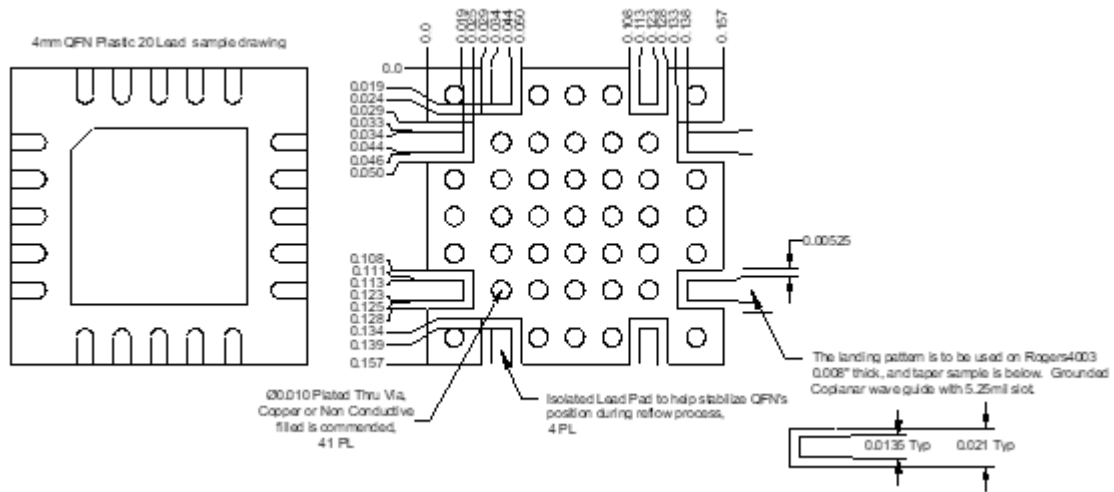 4mm QFN Plastic 20 Lead sample drawing
0.0
0.019
0.025
0.029
0.034
0.044
0.050
0.108
0.113
0.123
0.128
0.133
0.138
0.157
0.0
0.019
0.024
0.029
0.033
0.034
0.044
0.046
0.050
0.108
0.111
0.113
0.123
0.125
0.128
0.134
0.139
0.157
0.00525
The landing pattern is to be used on Rogers4003
0.008" thick, and taper sample is below. Grounded
Coplanar wave guide with 5.25mil slot.
Ø0.010 Plated Thru Via,
Copper or Non Conductive
filled is commended,
41 PL
Isolated Lead Pad to help stabilize QFN's
position during reflow process,
4 PL
0.0135 Typ
0.021 Typ